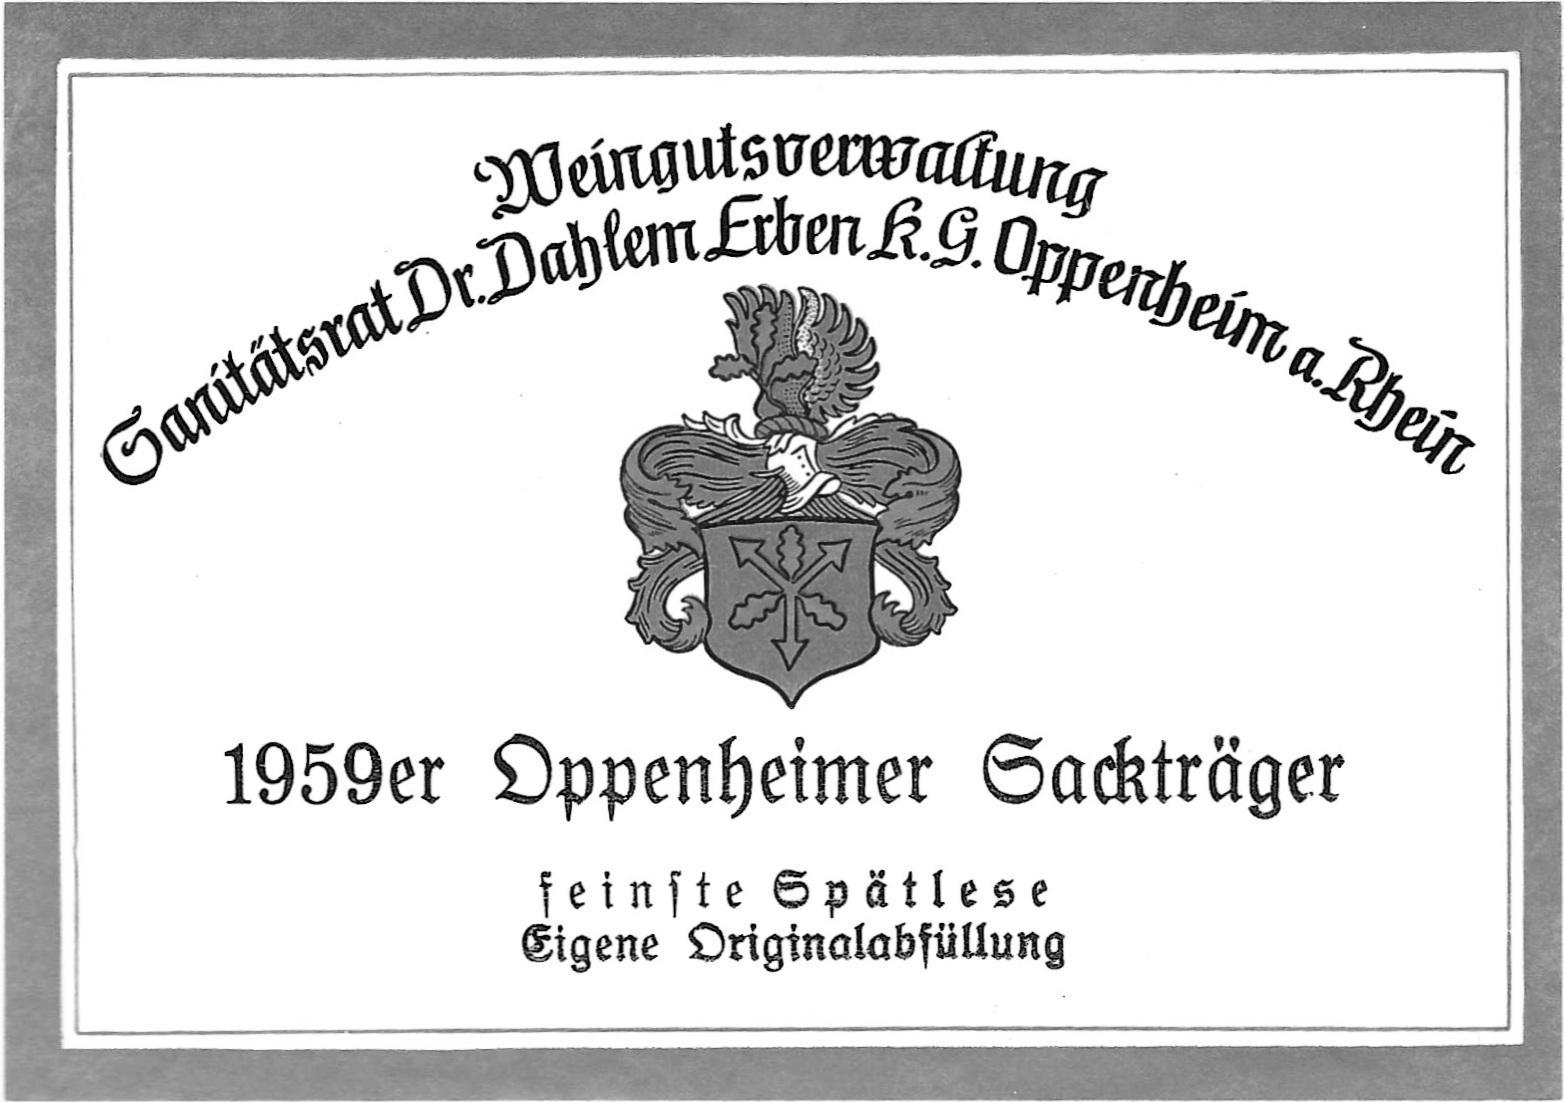 Weingutsverwaltung
Sanitätsrat Dr. Dahlem Erben K.G. Oppenheim a. Rhein
1959er Oppenheimer Sackträger
feinste Spätlese
Eigene Originalabfüllung